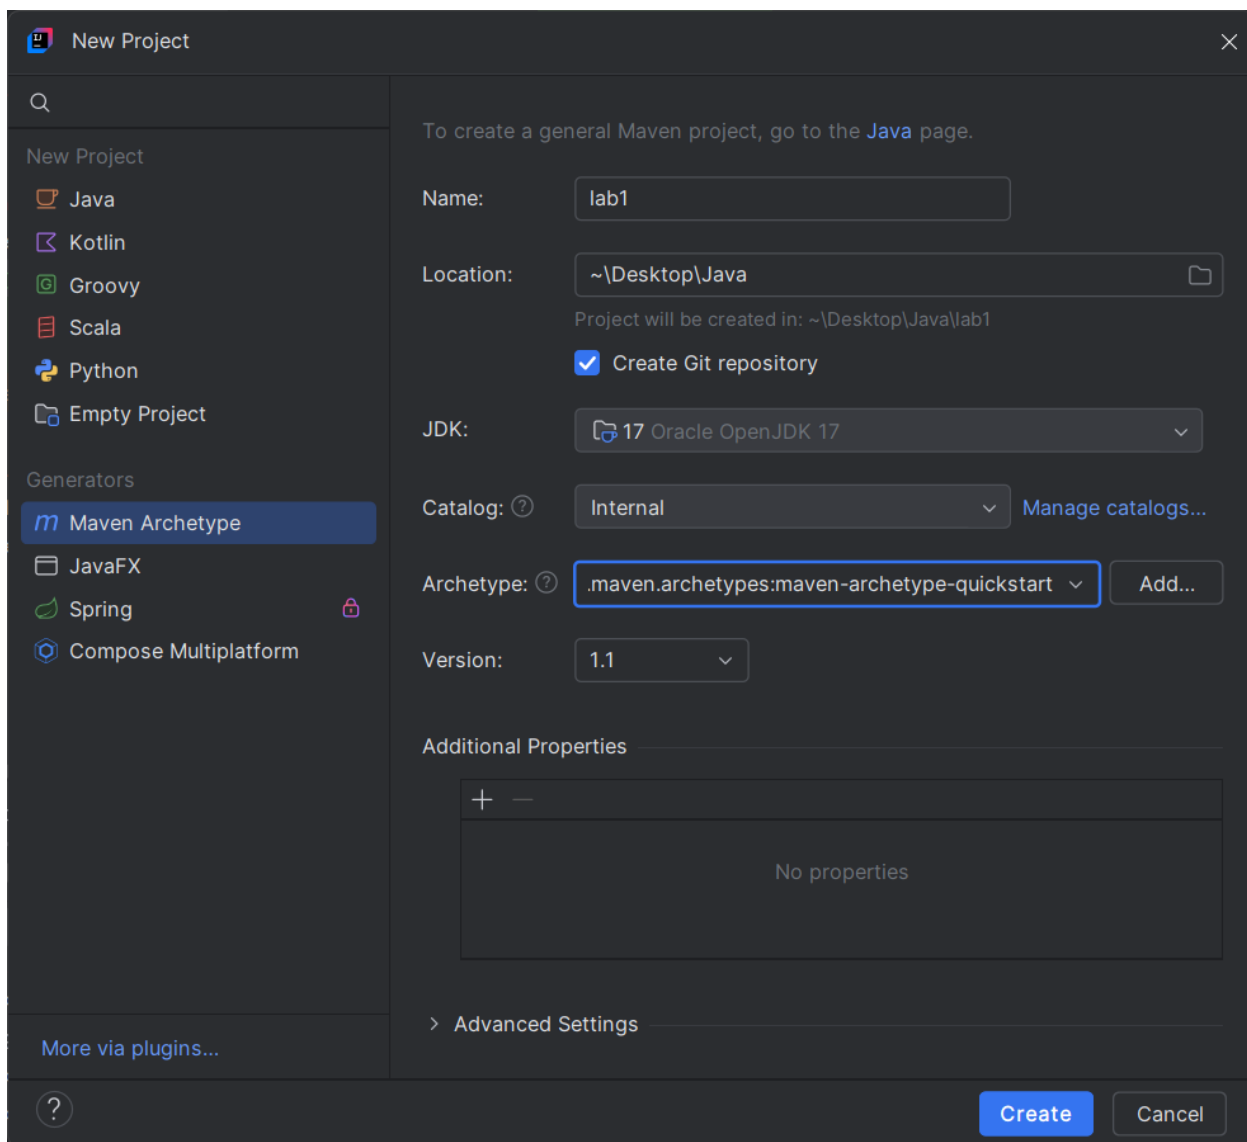 New Project
New Project
Java
Kotlin
Groovy
Scala
Python
Empty Project
Generators
Maven Archetype
JavaFX
Spring
Compose Multiplatform
More via plugins...
To create a general Maven project, go to the Java page.
Name: lab1
Location: ~\Desktop\Java
Project will be created in: ~\Desktop\Java\lab1
Create Git repository
JDK: 17 Oracle OpenJDK 17
Catalog: ? Internal Manage catalogs...
Archetype: ? .maven.archetypes:maven-archetype-quickstart Add...
Version: 1.1
Additional Properties
No properties
Advanced Settings
? Create Cancel